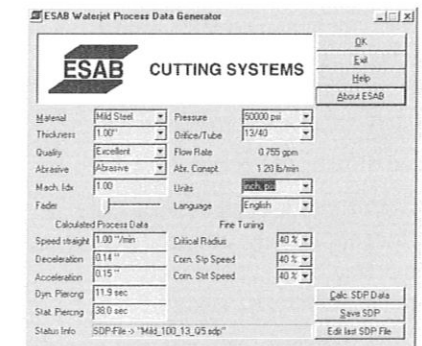 ESAB Waterjet Process Data Generator
ESAB CUTTING SYSTEMS
OK
Exit
Help
About ESAB
Material Mild Steel Pressure 50000 psi
Thickness 1.00" Orifice/Tube 13/40
Quality Excellent Flow Rate 0.755 gpm
Abrasive Abrasive Abr. Conspt. 1.20 lb/min
Mach. Idx 1.00 Units inch, psi
Fader Language English
Calculated Process Data Fine Tuning
Speed straight 1.00 "/min Critical Radius 40 %
Deceleration 0.14 " Corn. Slp Speed 40 %
Acceleration 0.15 " Corn. Slst Speed 40 %
Dyn. Piercing 11.9 sec Calc. SDP Data
Stat. Piercing 38.0 sec Save SDP
Status Info SDP-File -> "Mild_100_13_Q5.sdp" Edit last SDP File